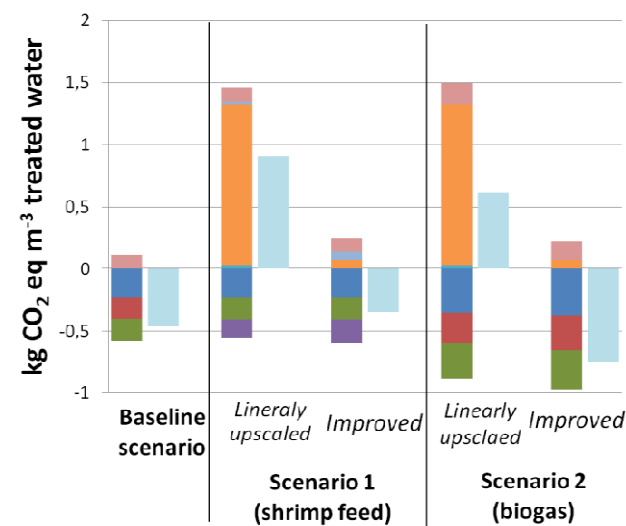 kg CO₂ eq m⁻³ treated water
2
1,5
1
0,5
0
-0,5
-1
Baseline
scenario
Lineraly
upscaled
Improved
Linearly
upsclaed
Improved
Scenario 1
(shrimp feed)
Scenario 2
(biogas)